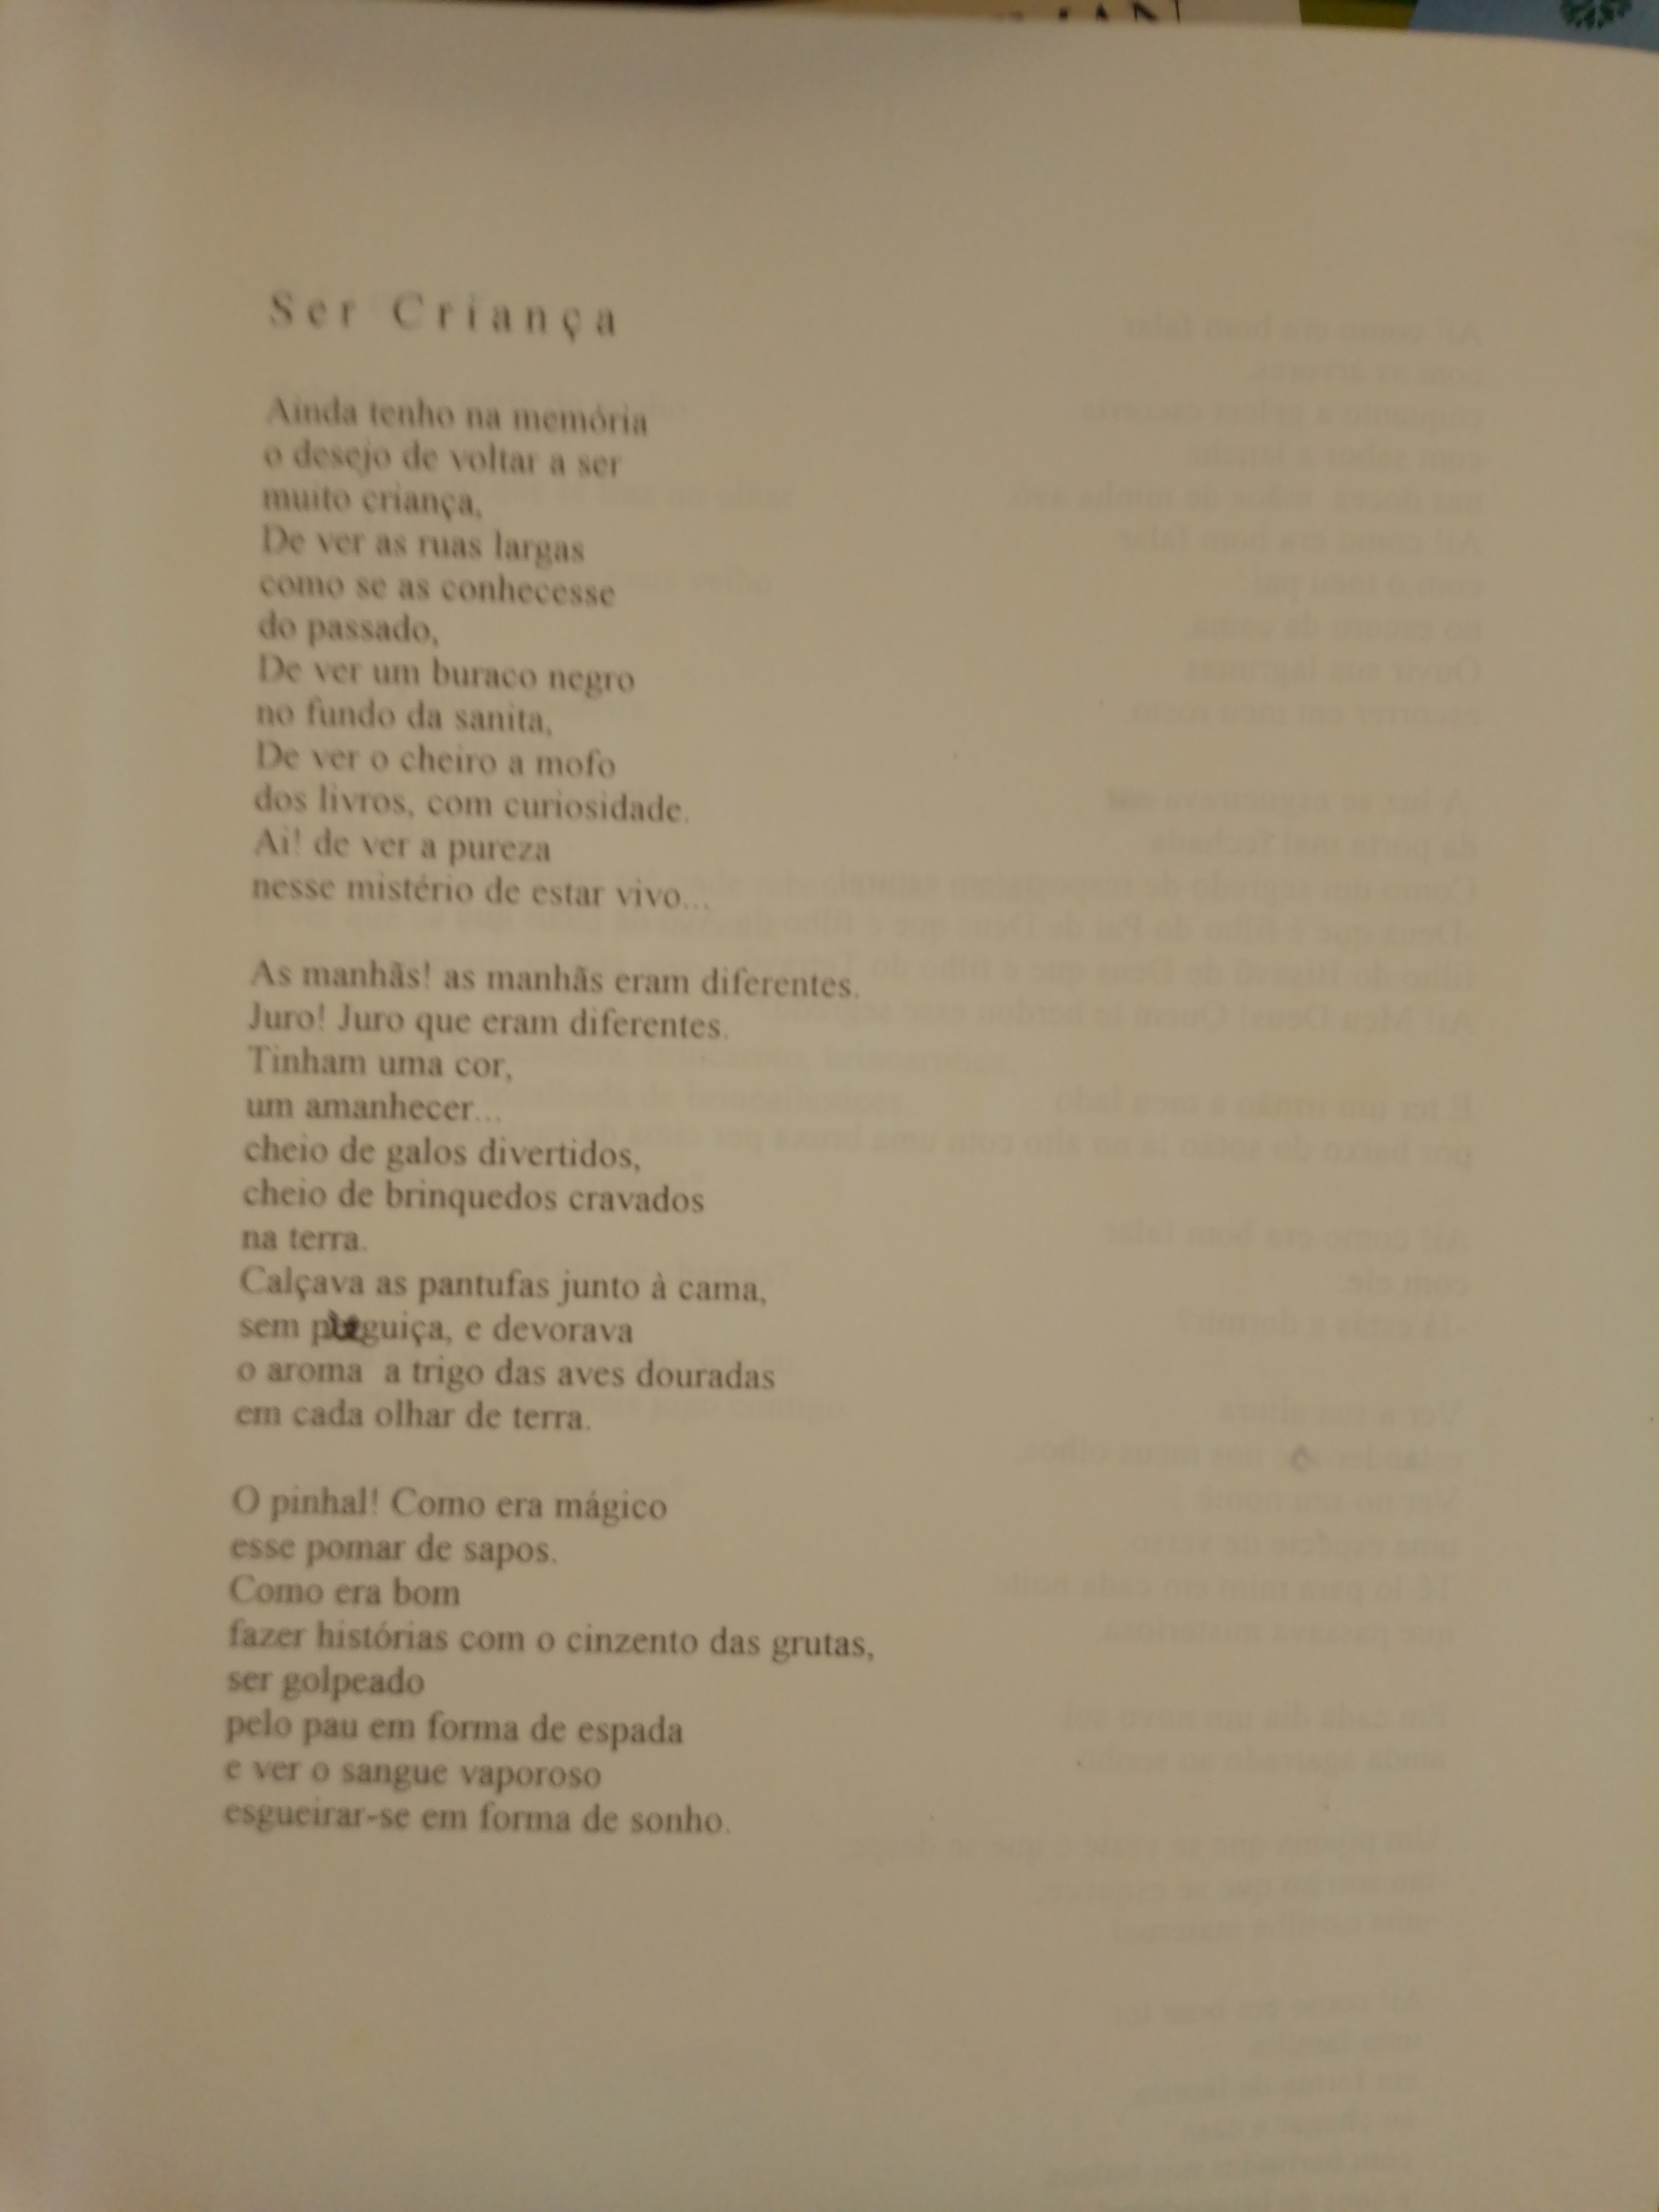 Ser Criança
Ainda tenho na memória
o desejo de voltar a ser
muito criança,
De ver as ruas largas
como se as conhecesse
do passado,
De ver um buraco negro
no fundo da sanita,
De ver o cheiro a mofo
dos livros, com curiosidade.
Ai! de ver a pureza
nesse mistério de estar vivo...
As manhãs! as manhãs eram diferentes.
Juro! Juro que eram diferentes.
Tinham uma cor,
um amanhecer...
cheio de galos divertidos,
cheio de brinquedos cravados
na terra.
Calçava as pantufas junto à cama,
sem preguiça, e devorava
o aroma a trigo das aves douradas
em cada olhar de terra.
O pinhal! Como era mágico
esse pomar de sapos.
Como era bom
fazer histórias com o cinzento das grutas,
ser golpeado
pelo pau em forma de espada
e ver o sangue vaporoso
esgueirar-se em forma de sonho.